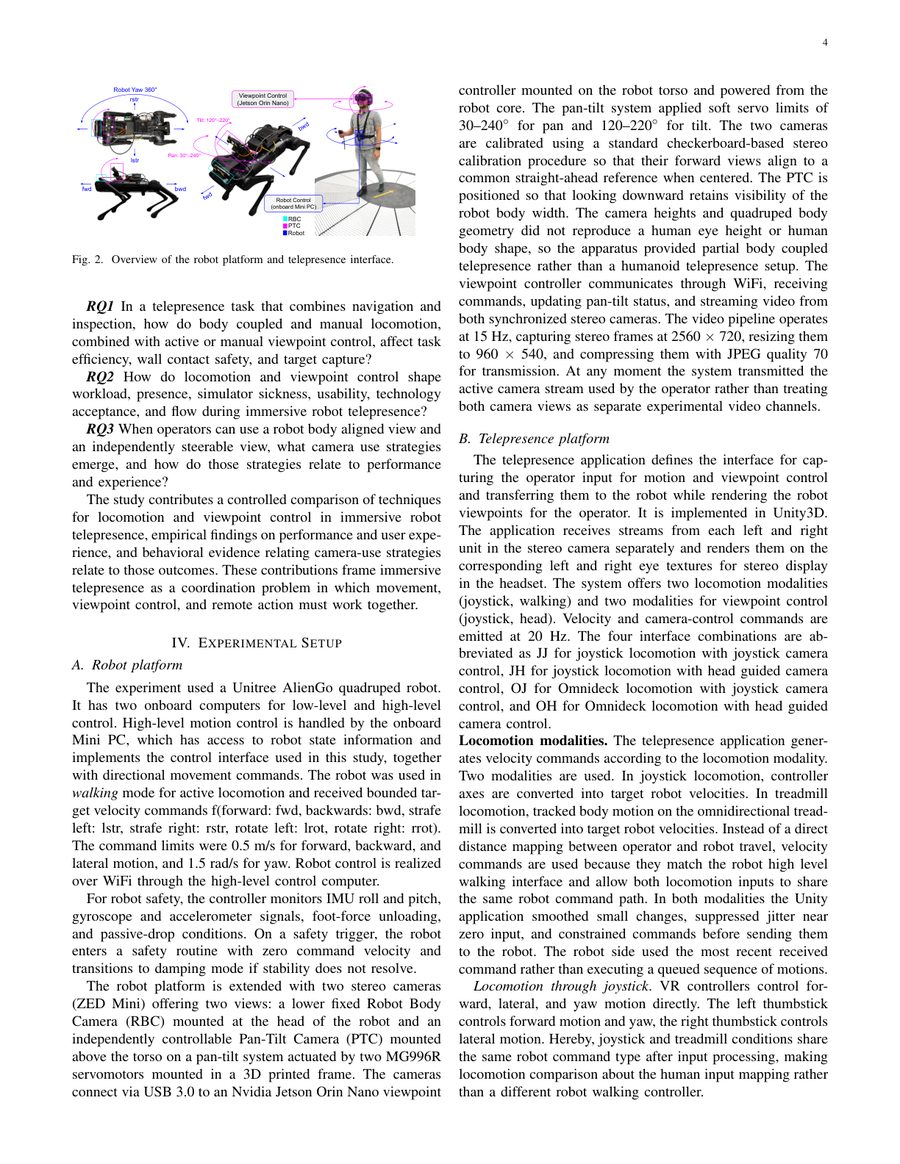 4
Robot Yaw 360°
rstr
lstr
fwd
bwd
Pan: 30°..240°
Tilt: 120°-220°
Viewpoint Control
(Jetson Orin Nano)
bwd
fwd
Robot Control
(onboard Mini PC)
RBC
PTC
Robot
Fig. 2. Overview of the robot platform and telepresence interface.
RQ1 In a telepresence task that combines navigation and
inspection, how do body coupled and manual locomotion,
combined with active or manual viewpoint control, affect task
efficiency, wall contact safety, and target capture?
RQ2 How do locomotion and viewpoint control shape
workload, presence, simulator sickness, usability, technology
acceptance, and flow during immersive robot telepresence?
RQ3 When operators can use a robot body aligned view and
an independently steerable view, what camera use strategies
emerge, and how do those strategies relate to performance
and experience?
The study contributes a controlled comparison of techniques
for locomotion and viewpoint control in immersive robot
telepresence, empirical findings on performance and user expe-
rience, and behavioral evidence relating camera-use strategies
relate to those outcomes. These contributions frame immersive
telepresence as a coordination problem in which movement,
viewpoint control, and remote action must work together.
IV. EXPERIMENTAL SETUP
A. Robot platform
The experiment used a Unitree AlienGo quadruped robot.
It has two onboard computers for low-level and high-level
control. High-level motion control is handled by the onboard
Mini PC, which has access to robot state information and
implements the control interface used in this study, together
with directional movement commands. The robot was used in
walking mode for active locomotion and received bounded tar-
get velocity commands f(forward: fwd, backwards: bwd, strafe
left: lstr, strafe right: rstr, rotate left: lrot, rotate right: rrot).
The command limits were 0.5 m/s for forward, backward, and
lateral motion, and 1.5 rad/s for yaw. Robot control is realized
over WiFi through the high-level control computer.
For robot safety, the controller monitors IMU roll and pitch,
gyroscope and accelerometer signals, foot-force unloading,
and passive-drop conditions. On a safety trigger, the robot
enters a safety routine with zero command velocity and
transitions to damping mode if stability does not resolve.
The robot platform is extended with two stereo cameras
(ZED Mini) offering two views: a lower fixed Robot Body
Camera (RBC) mounted at the head of the robot and an
independently controllable Pan-Tilt Camera (PTC) mounted
above the torso on a pan-tilt system actuated by two MG996R
servomotors mounted in a 3D printed frame. The cameras
connect via USB 3.0 to an Nvidia Jetson Orin Nano viewpoint
controller mounted on the robot torso and powered from the
robot core. The pan-tilt system applied soft servo limits of
30–240° for pan and 120–220° for tilt. The two cameras
are calibrated using a standard checkerboard-based stereo
calibration procedure so that their forward views align to a
common straight-ahead reference when centered. The PTC is
positioned so that looking downward retains visibility of the
robot body width. The camera heights and quadruped body
geometry did not reproduce a human eye height or human
body shape, so the apparatus provided partial body coupled
telepresence rather than a humanoid telepresence setup. The
viewpoint controller communicates through WiFi, receiving
commands, updating pan-tilt status, and streaming video from
both synchronized stereo cameras. The video pipeline operates
at 15 Hz, capturing stereo frames at 2560 × 720, resizing them
to 960 × 540, and compressing them with JPEG quality 70
for transmission. At any moment the system transmitted the
active camera stream used by the operator rather than treating
both camera views as separate experimental video channels.
B. Telepresence platform
The telepresence application defines the interface for cap-
turing the operator input for motion and viewpoint control
and transferring them to the robot while rendering the robot
viewpoints for the operator. It is implemented in Unity3D.
The application receives streams from each left and right
unit in the stereo camera separately and renders them on the
corresponding left and right eye textures for stereo display
in the headset. The system offers two locomotion modalities
(joystick, walking) and two modalities for viewpoint control
(joystick, head). Velocity and camera-control commands are
emitted at 20 Hz. The four interface combinations are ab-
breviated as JJ for joystick locomotion with joystick camera
control, JH for joystick locomotion with head guided camera
control, OJ for Omnideck locomotion with joystick camera
control, and OH for Omnideck locomotion with head guided
camera control.
Locomotion modalities. The telepresence application gener-
ates velocity commands according to the locomotion modality.
Two modalities are used. In joystick locomotion, controller
axes are converted into target robot velocities. In treadmill
locomotion, tracked body motion on the omnidirectional tread-
mill is converted into target robot velocities. Instead of a direct
distance mapping between operator and robot travel, velocity
commands are used because they match the robot high level
walking interface and allow both locomotion inputs to share
the same robot command path. In both modalities the Unity
application smoothed small changes, suppressed jitter near
zero input, and constrained commands before sending them
to the robot. The robot side used the most recent received
command rather than executing a queued sequence of motions.
Locomotion through joystick. VR controllers control for-
ward, lateral, and yaw motion directly. The left thumbstick
controls forward motion and yaw, the right thumbstick controls
lateral motion. Hereby, joystick and treadmill conditions share
the same robot command type after input processing, making
locomotion comparison about the human input mapping rather
than a different robot walking controller.